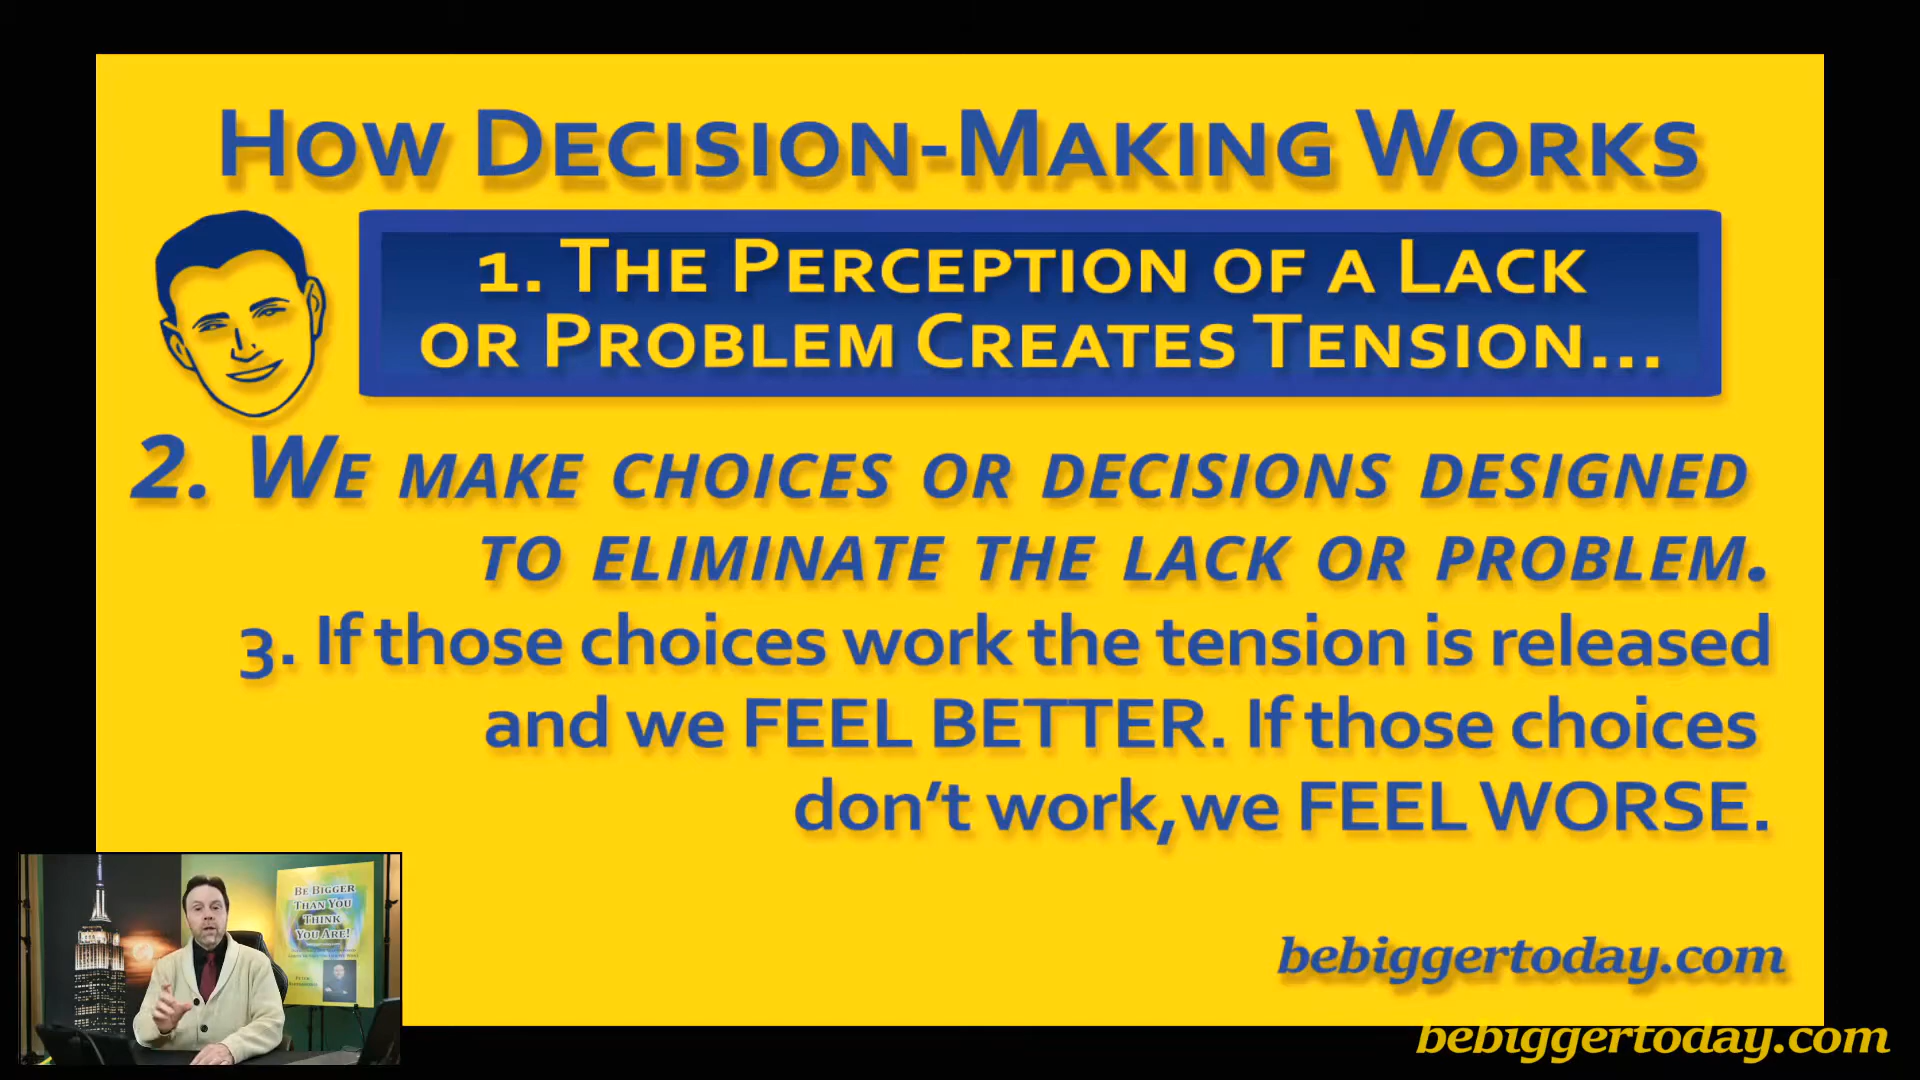 How Decision-Making Works
1. The Perception of a Lack
or Problem Creates Tension...
2. We make choices or decisions designed
to eliminate the lack or problem.
3. If those choices work the tension is released
and we FEEL BETTER. If those choices
don't work, we FEEL WORSE.
Be Bigger
Than You
Think
You Are!
Peter
bebiggertoday.com
bebiggertoday.com